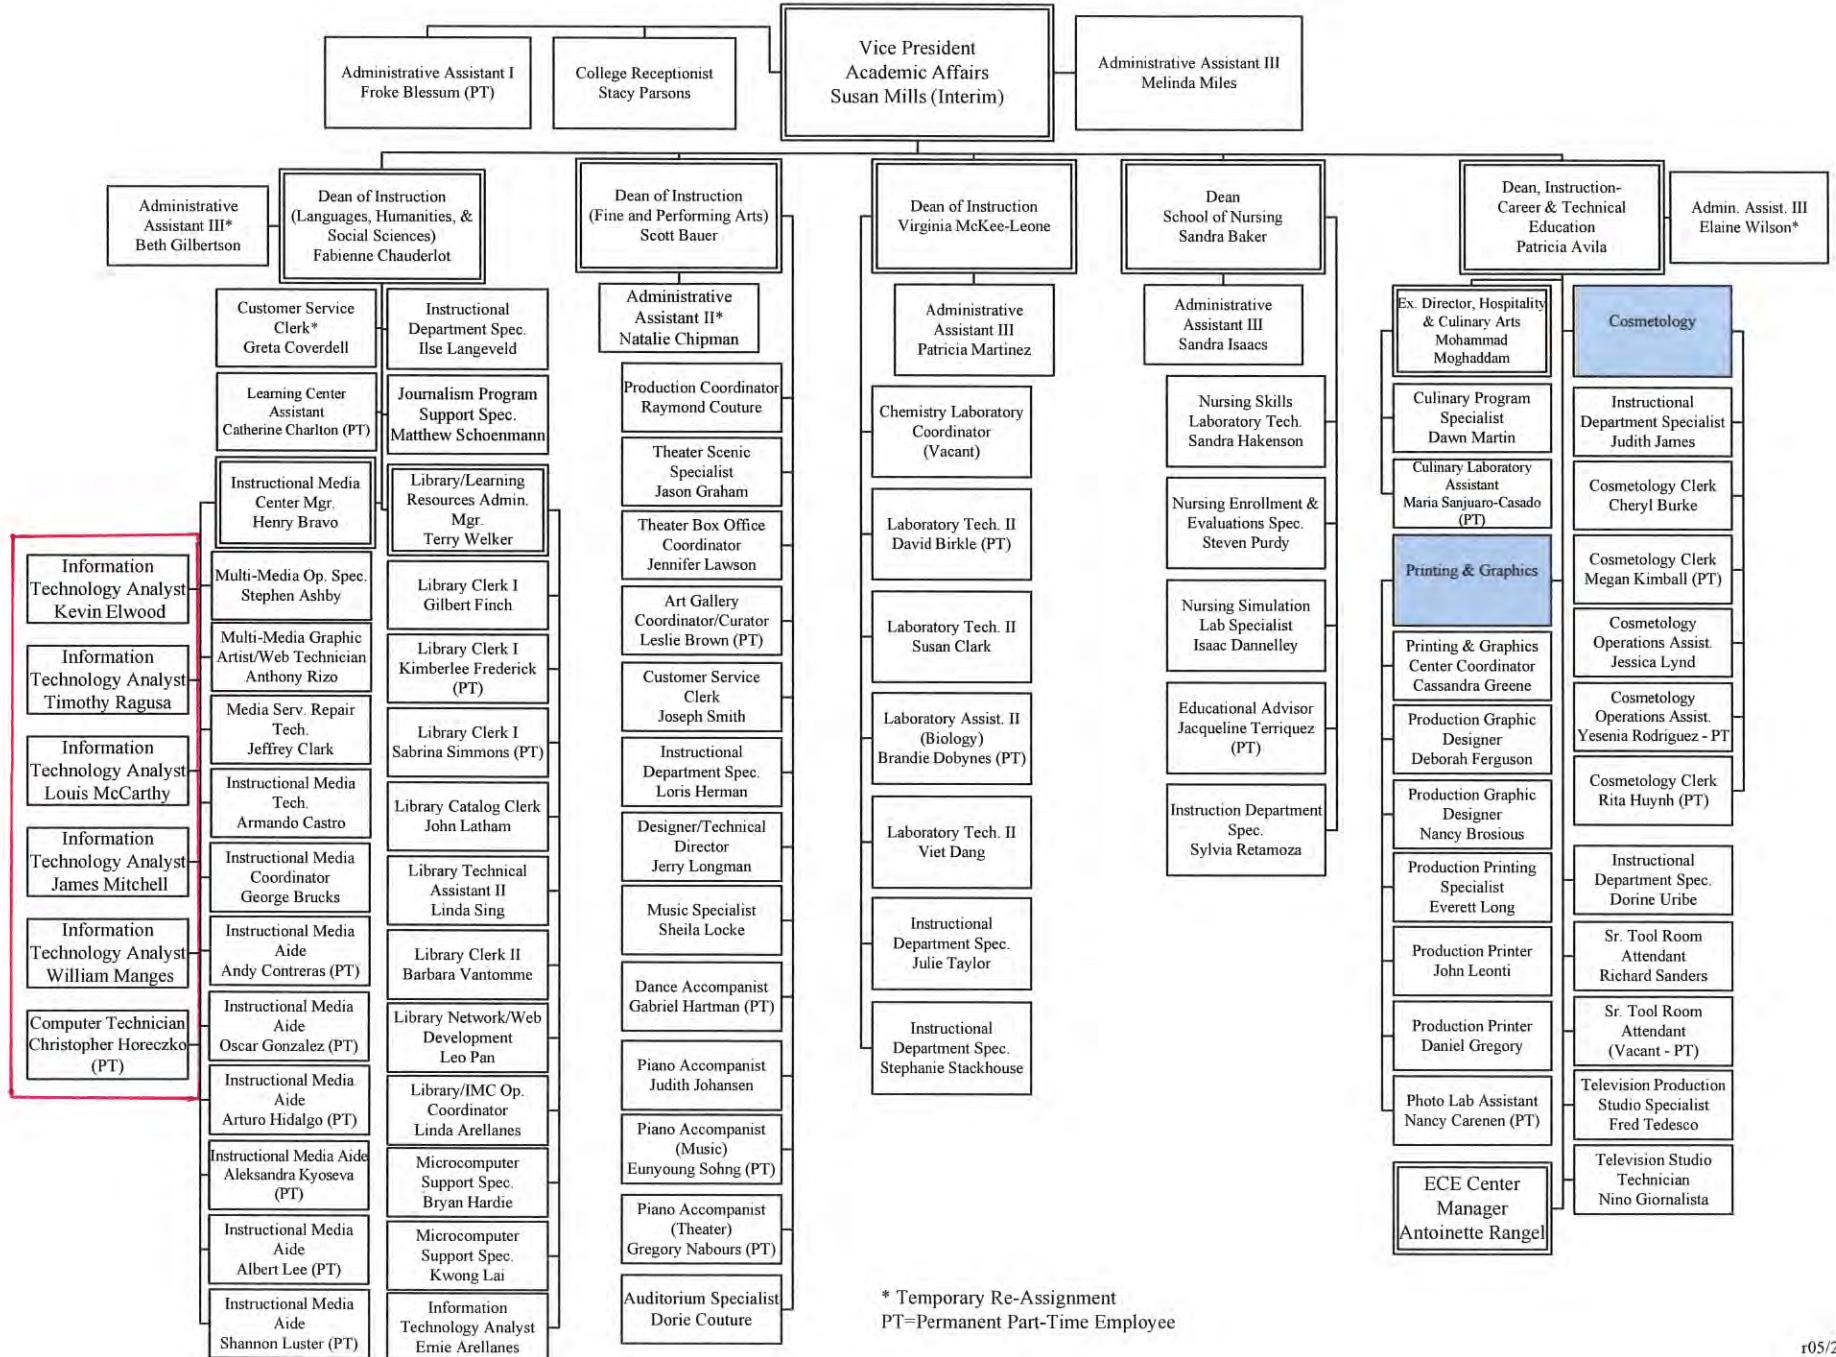 Administrative Assistant I
Froke Blessum (PT)
College Receptionist
Stacy Parsons
Vice President
Academic Affairs
Susan Mills (Interim)
Administrative Assistant III
Melinda Miles
Administrative
Assistant III*
Beth Gilbertson
Dean of Instruction
(Languages, Humanities, &
Social Sciences)
Fabienne Chauderlot
Dean of Instruction
(Fine and Performing Arts)
Scott Bauer
Dean of Instruction
Virginia McKee-Leone
Dean
School of Nursing
Sandra Baker
Dean, Instruction-
Career & Technical
Education
Patricia Avila
Admin. Assist. III
Elaine Wilson*
Information
Technology Analyst
Kevin Elwood
Information
Technology Analyst
Timothy Ragusa
Information
Technology Analyst
Louis McCarthy
Information
Technology Analyst
James Mitchell
Information
Technology Analyst
William Manges
Computer Technician
Christopher Horeczko
(PT)
Customer Service
Clerk*
Greta Coverdell
Learning Center
Assistant
Catherine Charlton (PT)
Instructional Media
Center Mgr.
Henry Bravo
Multi-Media Op. Spec.
Stephen Ashby
Multi-Media Graphic
Artist/Web Technician
Anthony Rizo
Media Serv. Repair
Tech.
Jeffrey Clark
Instructional Media
Tech.
Armando Castro
Instructional Media
Coordinator
George Brucks
Instructional Media
Aide
Andy Contreras (PT)
Instructional Media
Aide
Oscar Gonzalez (PT)
Instructional Media
Aide
Arturo Hidalgo (PT)
Instructional Media Aide
Aleksandra Kyoseva
(PT)
Instructional Media
Aide
Albert Lee (PT)
Instructional Media
Aide
Shannon Luster (PT)
Instructional
Department Spec.
Ilse Langeveld
Journalism Program
Support Spec.
Matthew Schoenmann
Library/Learning
Resources Admin.
Mgr.
Terry Welker
Library Clerk I
Gilbert Finch
Library Clerk I
Kimberlee Frederick
(PT)
Library Clerk I
Sabrina Simmons (PT)
Library Catalog Clerk
John Latham
Library Technical
Assistant II
Linda Sing
Library Clerk II
Barbara Vantomme
Library Network/Web
Development
Leo Pan
Library/IMC Op.
Coordinator
Linda Arellanes
Microcomputer
Support Spec.
Bryan Hardie
Microcomputer
Support Spec.
Kwong Lai
Information
Technology Analyst
Ernie Arellanes
Administrative
Assistant II*
Natalie Chipman
Production Coordinator
Raymond Couture
Theater Scenic
Specialist
Jason Graham
Theater Box Office
Coordinator
Jennifer Lawson
Art Gallery
Coordinator/Curator
Leslie Brown (PT)
Customer Service
Clerk
Joseph Smith
Instructional
Department Spec.
Loris Herman
Designer/Technical
Director
Jerry Longman
Music Specialist
Sheila Locke
Dance Accompanist
Gabriel Hartman (PT)
Piano Accompanist
Judith Johansen
Piano Accompanist
(Music)
Eunyoung Sohng (PT)
Piano Accompanist
(Theater)
Gregory Nabours (PT)
Auditorium Specialist
Dorie Couture
Administrative
Assistant III
Patricia Martinez
Chemistry Laboratory
Coordinator
(Vacant)
Laboratory Tech. II
David Birkle (PT)
Laboratory Tech. II
Susan Clark
Laboratory Assist. II
(Biology)
Brandie Dobynes (PT)
Laboratory Tech. II
Viet Dang
Instructional
Department Spec.
Julie Taylor
Instructional
Department Spec.
Stephanie Stackhouse
Administrative
Assistant III
Sandra Isaacs
Nursing Skills
Laboratory Tech.
Sandra Hakenson
Nursing Enrollment &
Evaluations Spec.
Steven Purdy
Nursing Simulation
Lab Specialist
Isaac Dannelley
Educational Advisor
Jacqueline Terriquez
(PT)
Instruction Department
Spec.
Sylvia Retamoza
Ex. Director, Hospitality
& Culinary Arts
Mohammad
Moghaddam
Culinary Program
Specialist
Dawn Martin
Culinary Laboratory
Assistant
Maria Sanjuaro-Casado
(PT)
Printing & Graphics
Printing & Graphics
Center Coordinator
Cassandra Greene
Production Graphic
Designer
Deborah Ferguson
Production Graphic
Designer
Nancy Brosious
Production Printing
Specialist
Everett Long
Production Printer
John Leonti
Production Printer
Daniel Gregory
Photo Lab Assistant
Nancy Carenen (PT)
ECE Center
Manager
Antoinette Rangel
Cosmetology
Instructional
Department Specialist
Judith James
Cosmetology Clerk
Cheryl Burke
Cosmetology Clerk
Megan Kimball (PT)
Cosmetology
Operations Assist.
Jessica Lynd
Cosmetology
Operations Assist.
Yesenia Rodriguez - PT
Cosmetology Clerk
Rita Huynh (PT)
Instructional
Department Spec.
Dorine Uribe
Sr. Tool Room
Attendant
Richard Sanders
Sr. Tool Room
Attendant
(Vacant - PT)
Television Production
Studio Specialist
Fred Tedesco
Television Studio
Technician
Nino Giornalista
* Temporary Re-Assignment
PT=Permanent Part-Time Employee
r05/2